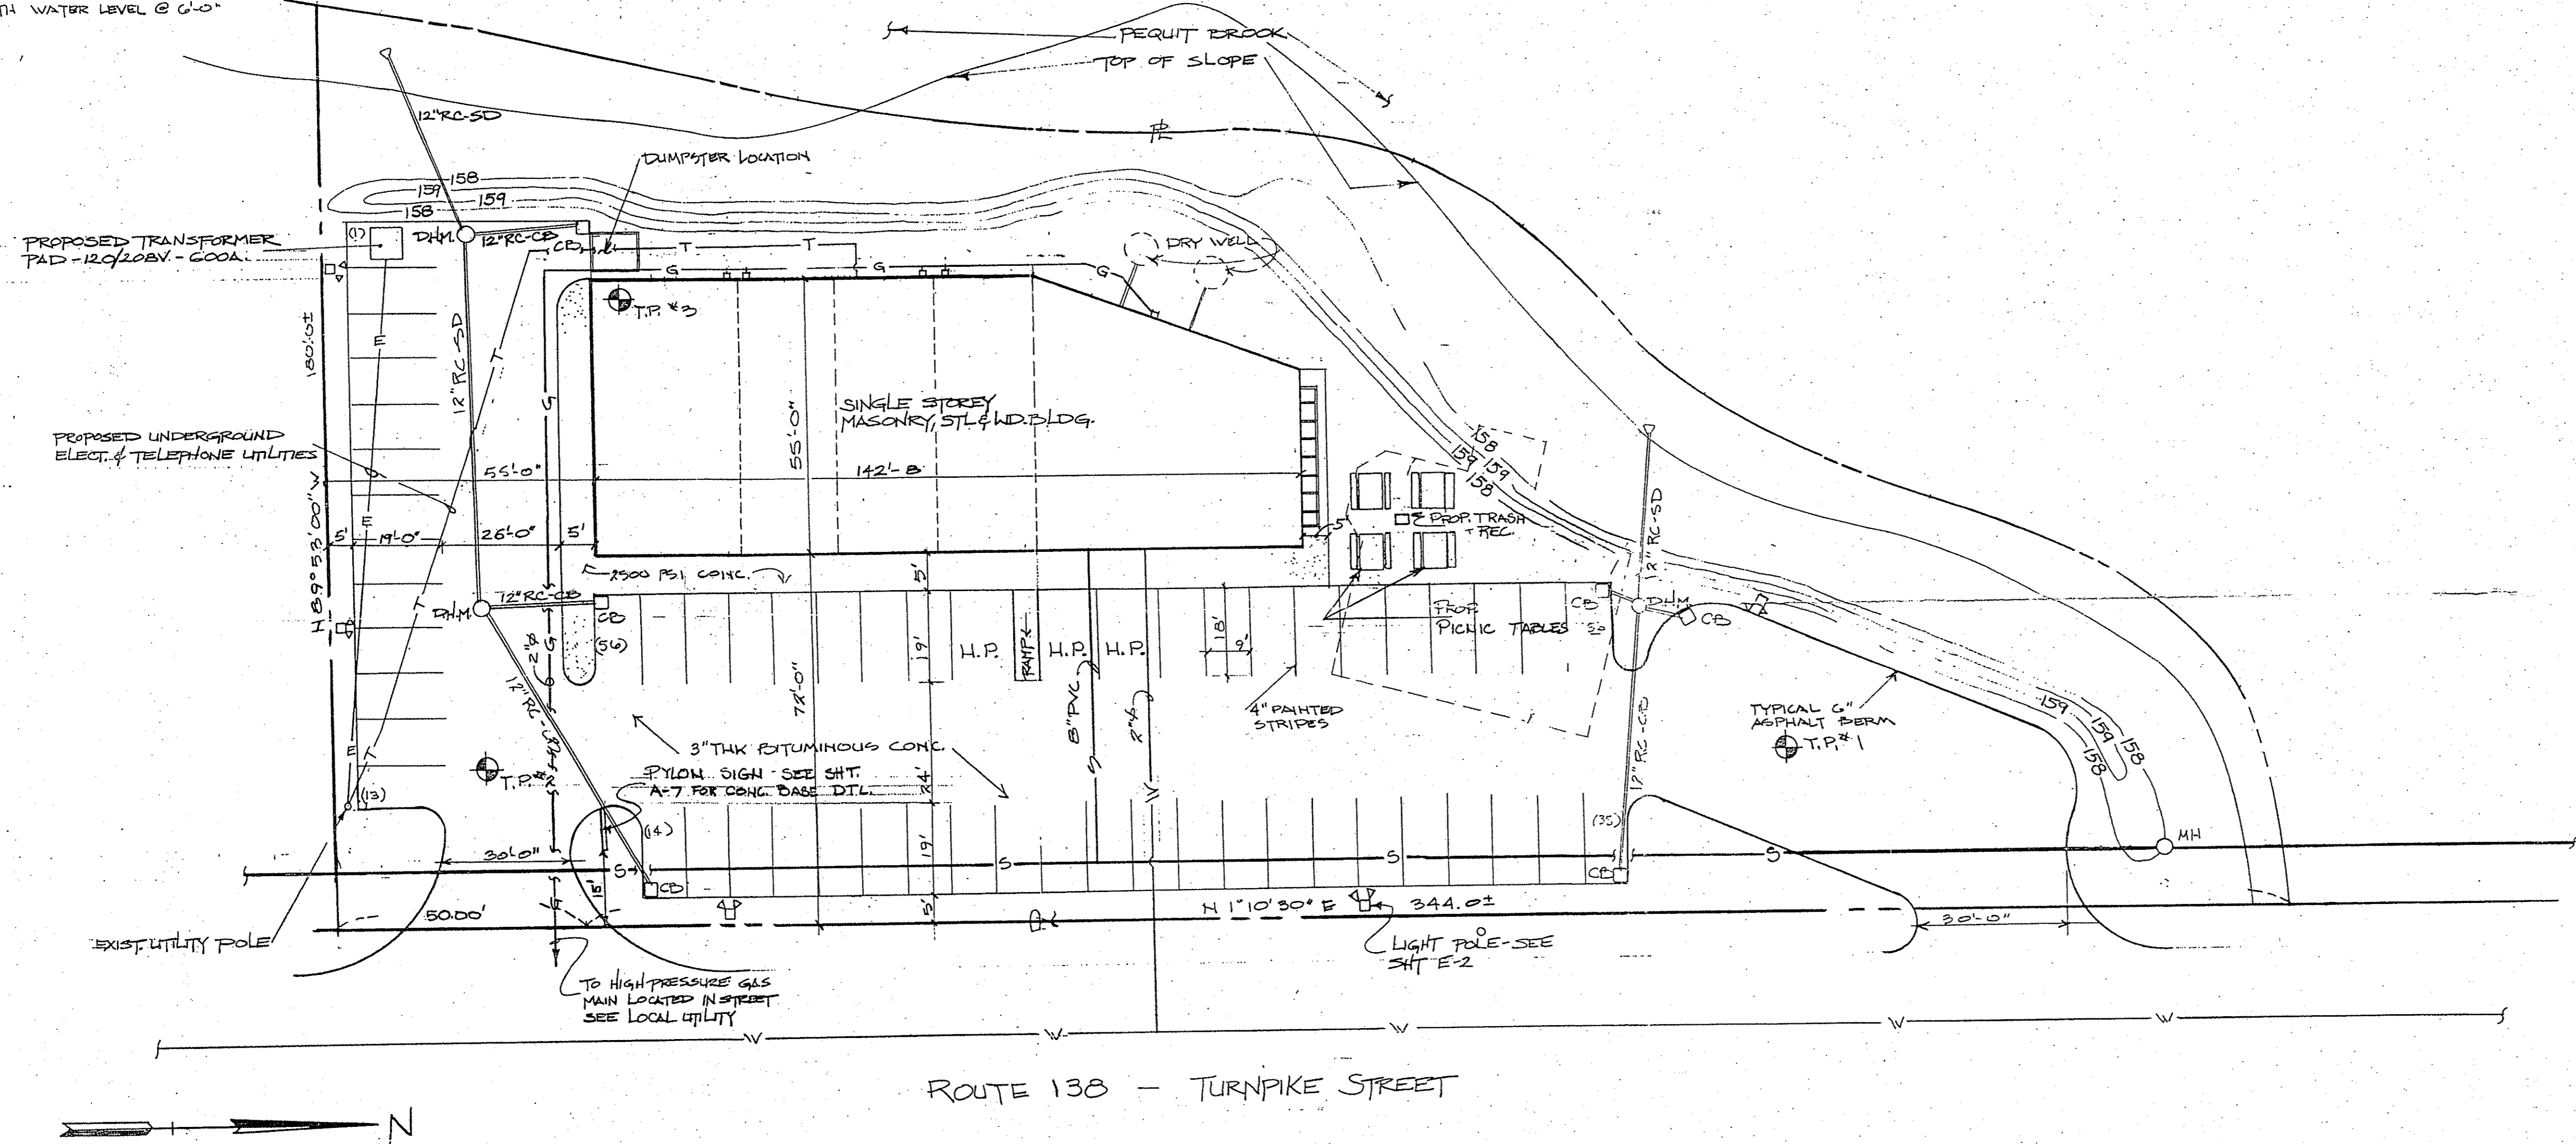 WATER LEVEL @ 6'-0"
PEQUIT BROOK
TOP OF SLOPE
12"RC-SD
DUMPSTER LOCATION
158
159
159
158
PROPOSED TRANSFORMER
PAD - 120/208V. - 600A.
(1)
D.H.M.
12"RC-CB
CB
T
T
G
G
G
DRY WELL
T.P. #3
180'.0±
E
12"RC-SD
T
G
SINGLE STOREY
MASONRY, STL & WD. BLDG.
55'-0"
142'-8
PROPOSED UNDERGROUND
ELECT. & TELEPHONE UTILITIES
55'-0"
158
159
159
158
N 89° 53' 00" W
E
5'
19'-0"
26'-0"
5'
5'
PROP. TRASH
REC.
12" RC-SD
2500 PSI CONC.
5'
12"RC-CB
D.H.M.
CB
(56)
T
G
2"ø
19'
H.P.
RAMP
H.P.
H.P.
18'
9'
PROP.
PICNIC TABLES
CB
D.H.M.
CB
72'-0"
8"PVC
2"ø
4" PAINTED
STRIPES
12" RC-CB
TYPICAL 6"
ASPHALT BERM
T.P. #1
159
159
158
158
3" THK BITUMINOUS CONC.
PYLON SIGN - SEE SHT.
A-7 FOR CONC. BASE DTL.
24'
E
T
T.P. #2
(13)
(14)
(35)
S
W
30'-0"
S
19'
S
S
S
MH
CB
CB
15'
5'
50.00'
N 1°10'30" E
344.0±
30'-0"
EXIST. UTILITY POLE
LIGHT POLE - SEE
SHT E-2
TO HIGH PRESSURE GAS
MAIN LOCATED IN STREET
SEE LOCAL UTILITY
W
W
W
W
W
ROUTE 138 — TURNPIKE STREET
N